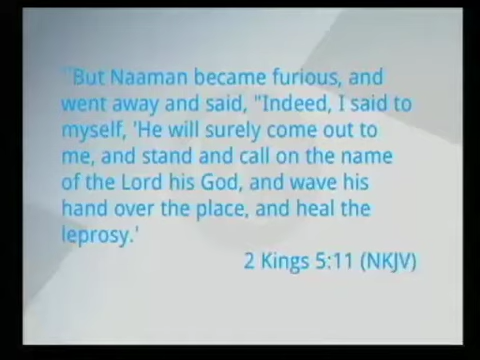 "But Naaman became furious, and
went away and said, "Indeed, I said to
myself, 'He will surely come out to
me, and stand and call on the name
of the Lord his God, and wave his
hand over the place, and heal the
leprosy.'
2 Kings 5:11 (NKJV)